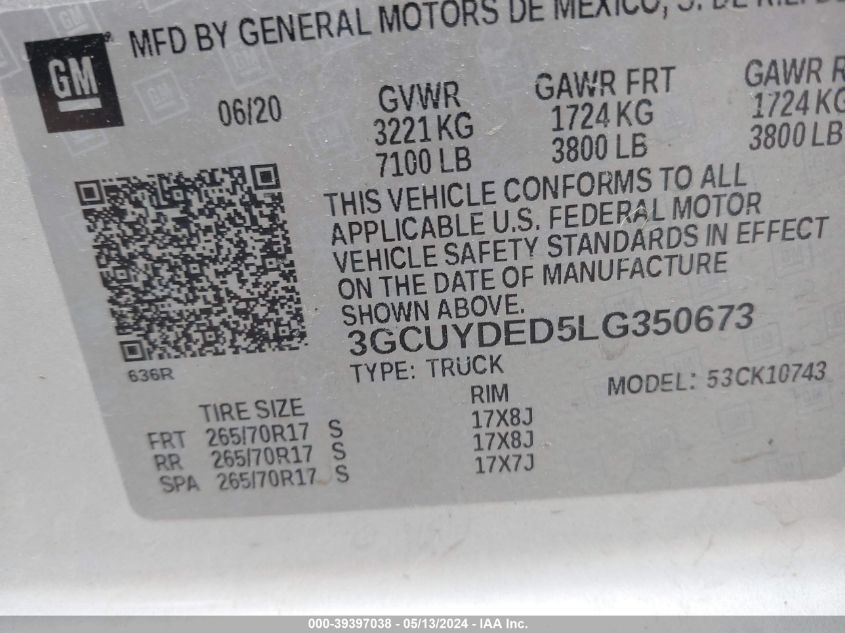 GM
MFD BY GENERAL MOTORS DE MEXICO, S. DE R.L.
06/20
GVWR GAWR FRT GAWR R
3221 KG 1724 KG 1724 KG
7100 LB 3800 LB 3800 LB
THIS VEHICLE CONFORMS TO ALL
APPLICABLE U.S. FEDERAL MOTOR
VEHICLE SAFETY STANDARDS IN EFFECT
ON THE DATE OF MANUFACTURE
SHOWN ABOVE.
3GCUYDED5LG350673
636R
TYPE: TRUCK
MODEL: 53CK10743
TIRE SIZE RIM
FRT 265/70R17 S 17X8J
RR 265/70R17 S 17X8J
SPA 265/70R17 S 17X7J
000-39397038 - 05/13/2024 - IAA Inc.